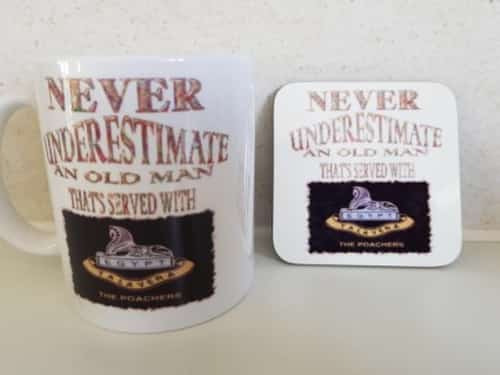 NEVER
UNDERESTIMATE
AN OLD MAN
THAT'S SERVED WITH
EGYPT
TALAVERA
THE POACHERS
NEVER
UNDERESTIMATE
AN OLD MAN
THAT'S SERVED WITH
EGYPT
TALAVERA
THE POACHERS